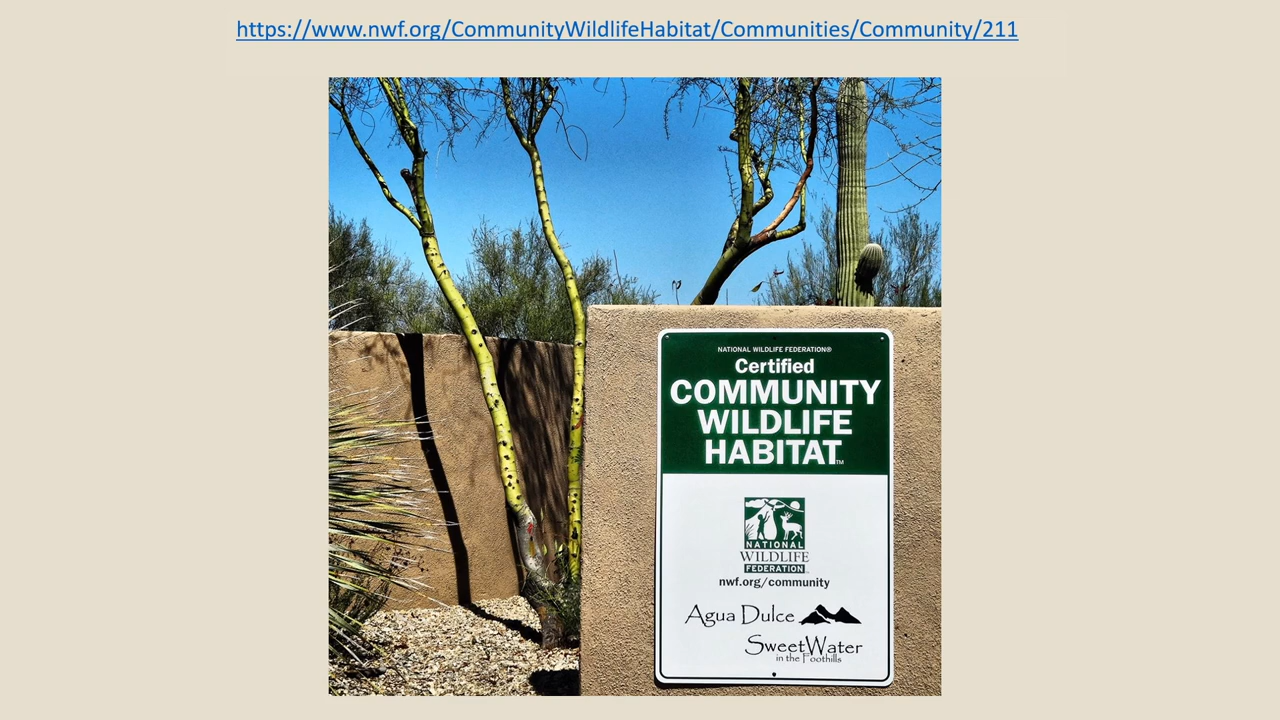 https://www.nwf.org/CommunityWildlifeHabitat/Communities/Community/211
NATIONAL WILDLIFE FEDERATION®
Certified
COMMUNITY
WILDLIFE
HABITAT™
NATIONAL
WILDLIFE
FEDERATION
nwf.org/community
Agua Dulce
SweetWater
in the Foothills